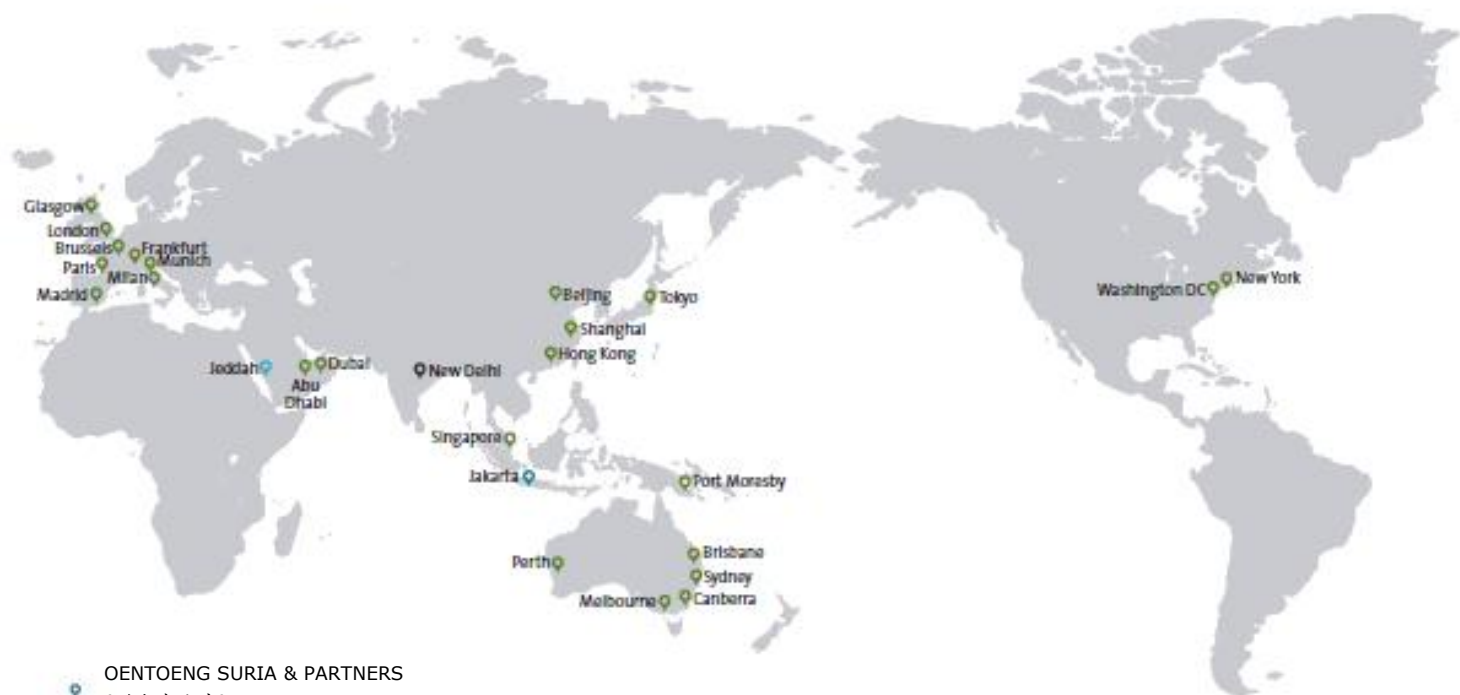 Glasgow
London
Brussels
Frankfurt
Paris
Munich
Milan
Madrid
Beijing
Tokyo
Shanghai
Hong Kong
Washington DC
New York
Jeddah
Abu
Dhabi
Dubai
New Delhi
Singapore
Jakarta
Port Moresby
Perth
Brisbane
Sydney
Melbourne
Canberra
OENTOENG SURIA & PARTNERS